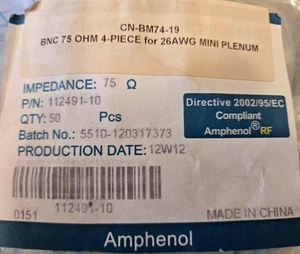 CN-BM74-19
BNC 75 OHM 4-PIECE for 26AWG MINI PLENUM
IMPEDANCE: 75 Ω
P/N: 112491-10
QTY: 50 Pcs
Batch No.: 5510-120317373
PRODUCTION DATE: 12W12
Directive 2002/95/EC
Compliant
Amphenol® RF
112491-10
0151
MADE IN CHINA
Amphenol